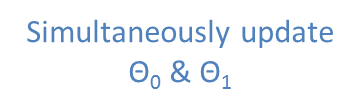 Simultaneously update
Θ₀ & Θ₁